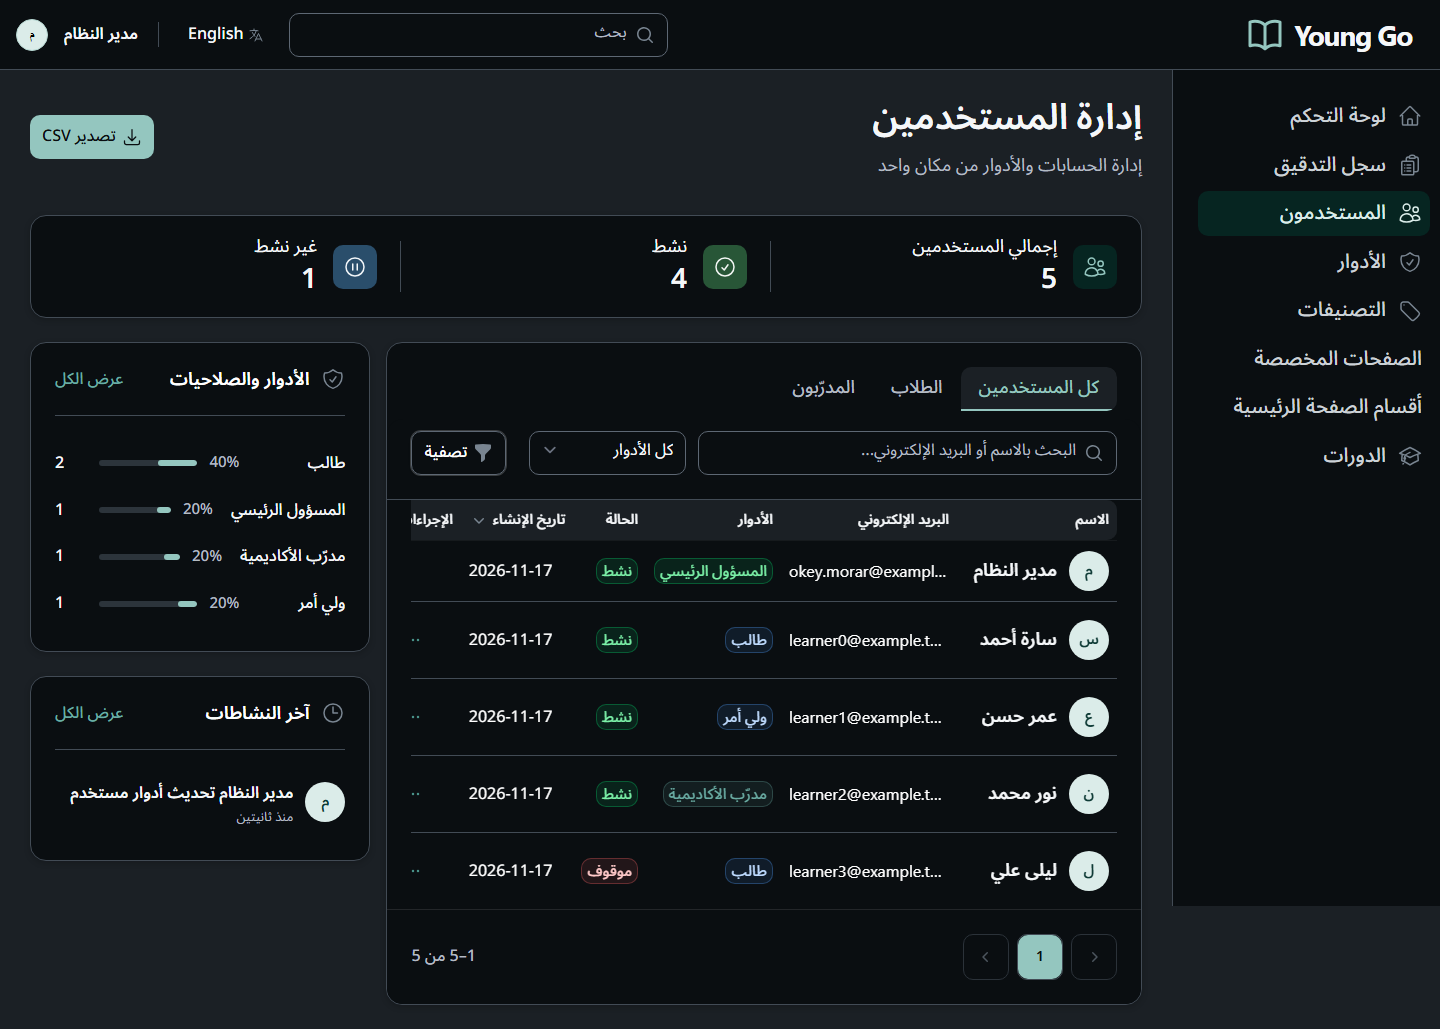 Young Go
بحث
English
مدير النظام
م
لوحة التحكم
سجل التدقيق
المستخدمون
الأدوار
التصنيفات
الصفحات المخصصة
أقسام الصفحة الرئيسية
الدورات
إدارة المستخدمين
إدارة الحسابات والأدوار من مكان واحد
تصدير CSV
إجمالي المستخدمين
5
نشط
4
غير نشط
1
كل المستخدمين
الطلاب
المدرّبون
البحث بالاسم أو البريد الإلكتروني...
كل الأدوار
تصفية
الاسم البريد الإلكتروني الأدوار الحالة تاريخ الإنشاء
م مدير النظام okey.morar@exampl... المسؤول الرئيسي نشط 2026-11-17
س سارة أحمد learner0@example.t... طالب نشط 2026-11-17
ع عمر حسن learner1@example.t... ولي أمر نشط 2026-11-17
ن نور محمد learner2@example.t... مدرّب الأكاديمية نشط 2026-11-17
ل ليلى علي learner3@example.t... طالب موقوف 2026-11-17
1
1–5 من 5
الأدوار والصلاحيات
عرض الكل
طالب 40% 2
المسؤول الرئيسي 20% 1
مدرّب الأكاديمية 20% 1
ولي أمر 20% 1
آخر النشاطات
عرض الكل
م
مدير النظام تحديث أدوار مستخدم
منذ ثانيتين